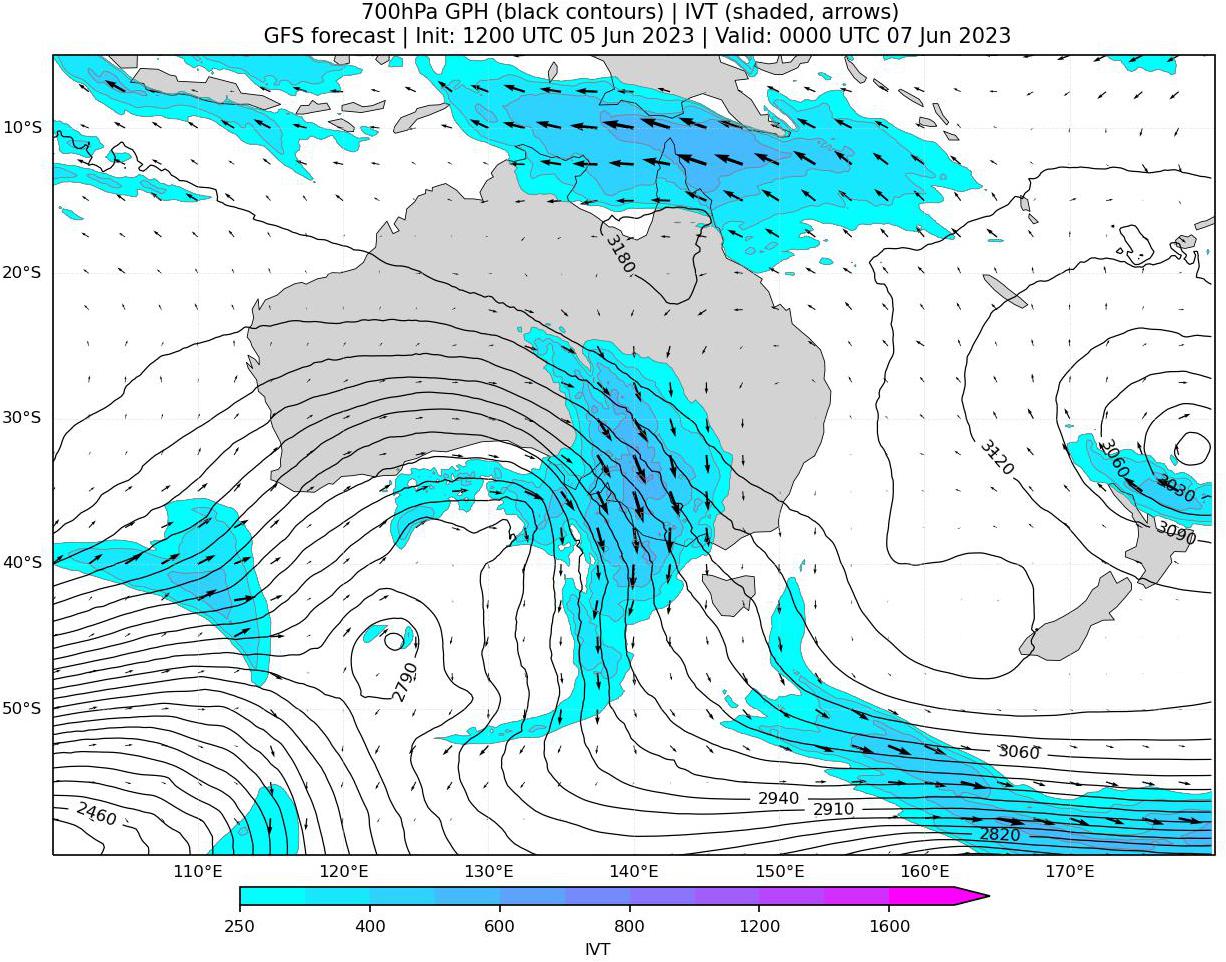 700hPa GPH (black contours) | IVT (shaded, arrows)
GFS forecast | Init: 1200 UTC 05 Jun 2023 | Valid: 0000 UTC 07 Jun 2023
10°S
20°S
3180
30°S
3120
3060
3030
3090
40°S
2790
50°S
3060
2940
2910
2460
2820
110°E 120°E 130°E 140°E 150°E 160°E 170°E
250 400 600 800 1200 1600
IVT